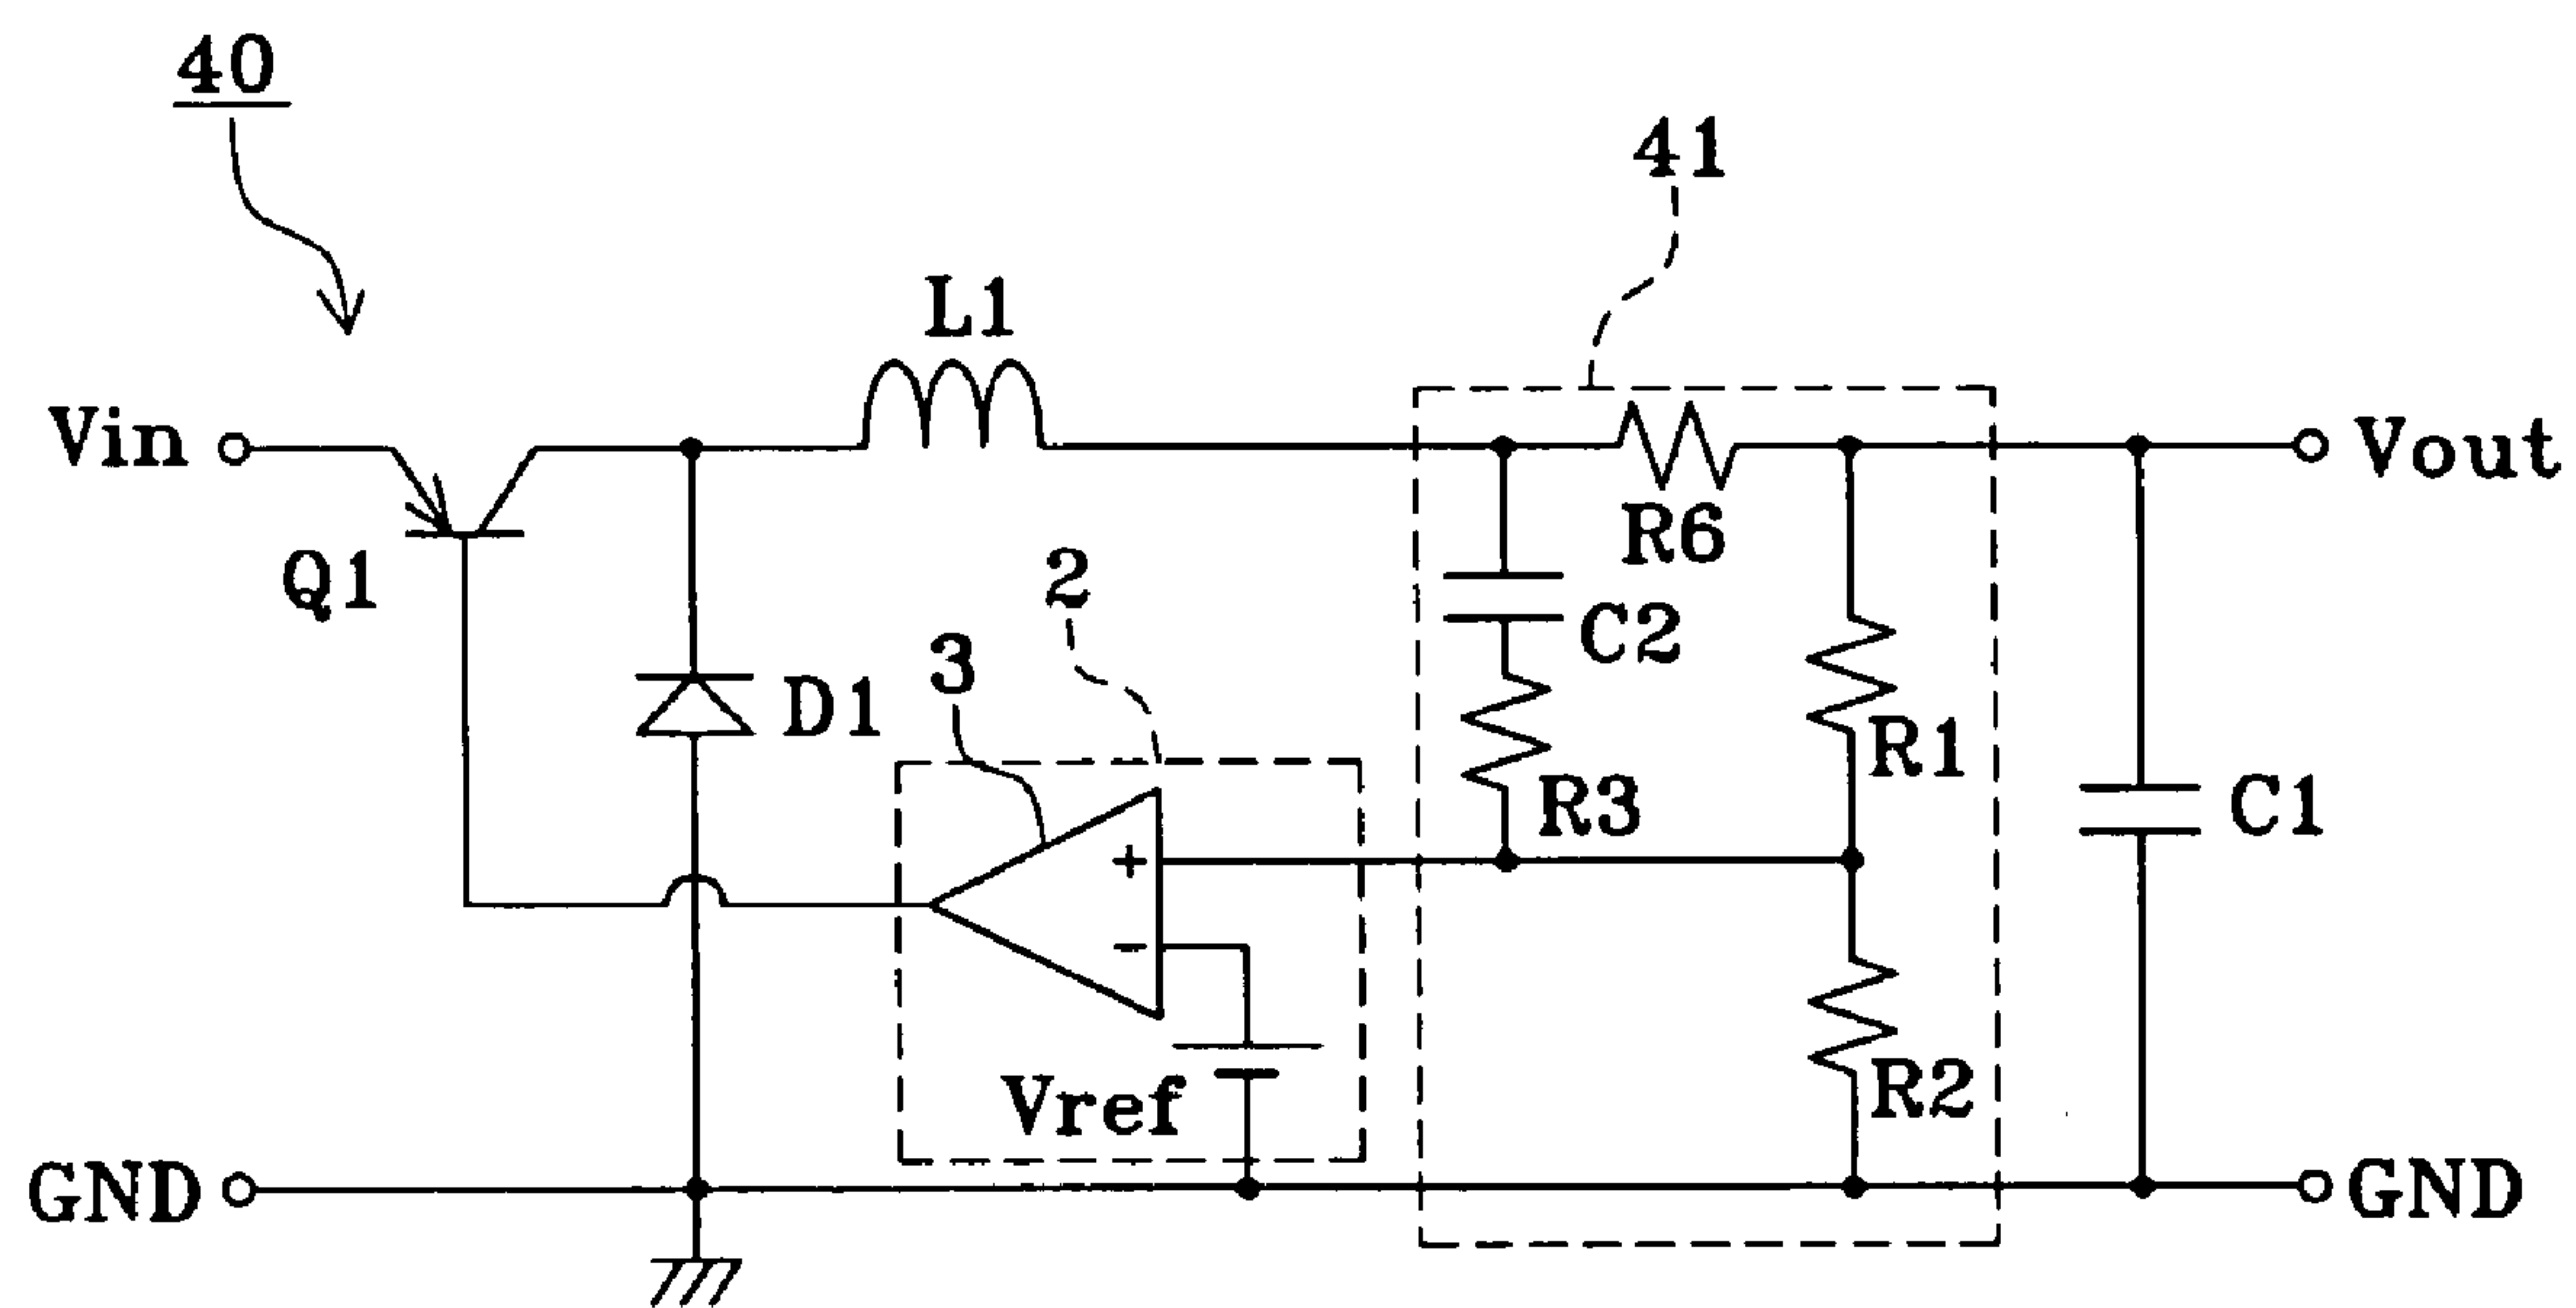 40
41
L1
Vin
Vout
R6
Q1
2
C2
3
D1
R1
R3
C1
+
-
Vref
R2
GND
GND